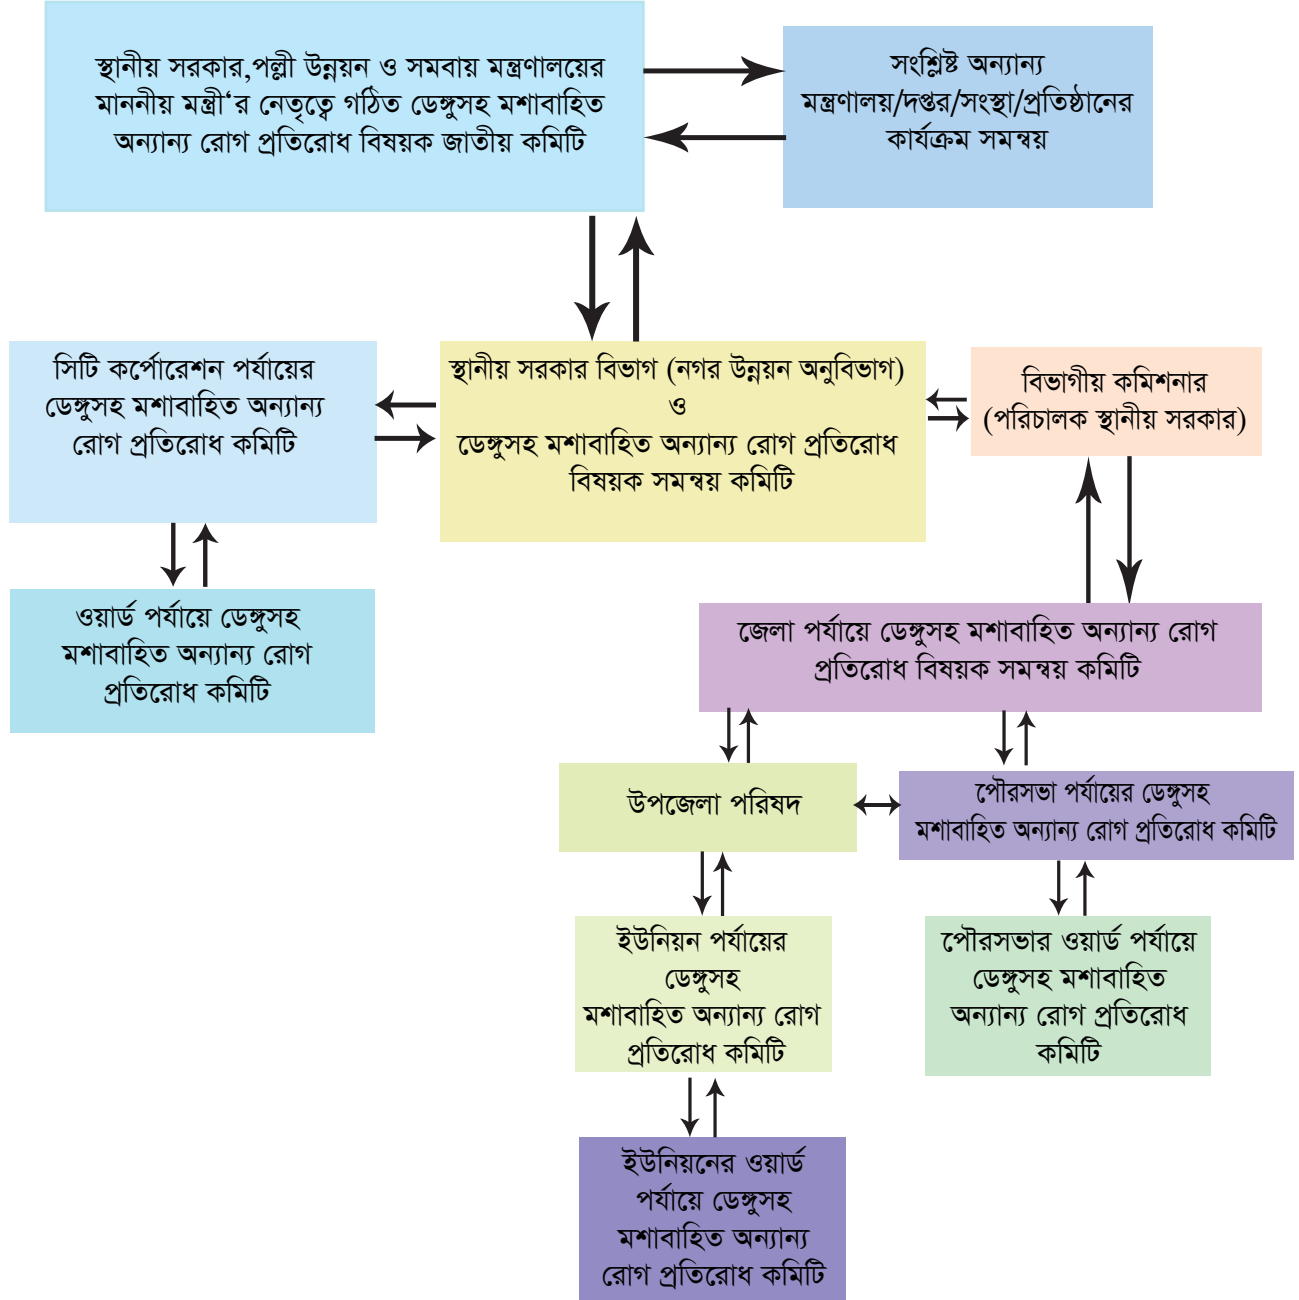 স্থানীয় সরকার,পল্লী উন্নয়ন ও সমবায় মন্ত্রণালয়ের
মাননীয় মন্ত্রী‘র নেতৃত্বে গঠিত ডেঙ্গুসহ মশাবাহিত
অন্যান্য রোগ প্রতিরোধ বিষয়ক জাতীয় কমিটি
সংশ্লিষ্ট অন্যান্য
মন্ত্রণালয়/দপ্তর/সংস্থা/প্রতিষ্ঠানের
কার্যক্রম সমন্বয়
সিটি কর্পোরেশন পর্যায়ের
ডেঙ্গুসহ মশাবাহিত অন্যান্য
রোগ প্রতিরোধ কমিটি
স্থানীয় সরকার বিভাগ (নগর উন্নয়ন অনুবিভাগ)
ও
ডেঙ্গুসহ মশাবাহিত অন্যান্য রোগ প্রতিরোধ
বিষয়ক সমন্বয় কমিটি
বিভাগীয় কমিশনার
(পরিচালক স্থানীয় সরকার)
ওয়ার্ড পর্যায়ে ডেঙ্গুসহ
মশাবাহিত অন্যান্য রোগ
প্রতিরোধ কমিটি
জেলা পর্যায়ে ডেঙ্গুসহ মশাবাহিত অন্যান্য রোগ
প্রতিরোধ বিষয়ক সমন্বয় কমিটি
উপজেলা পরিষদ
পৌরসভা পর্যায়ের ডেঙ্গুসহ
মশাবাহিত অন্যান্য রোগ প্রতিরোধ কমিটি
ইউনিয়ন পর্যায়ের
ডেঙ্গুসহ
মশাবাহিত অন্যান্য রোগ
প্রতিরোধ কমিটি
পৌরসভার ওয়ার্ড পর্যায়ে
ডেঙ্গুসহ মশাবাহিত
অন্যান্য রোগ প্রতিরোধ
কমিটি
ইউনিয়নের ওয়ার্ড
পর্যায়ে ডেঙ্গুসহ
মশাবাহিত অন্যান্য
রোগ প্রতিরোধ কমিটি